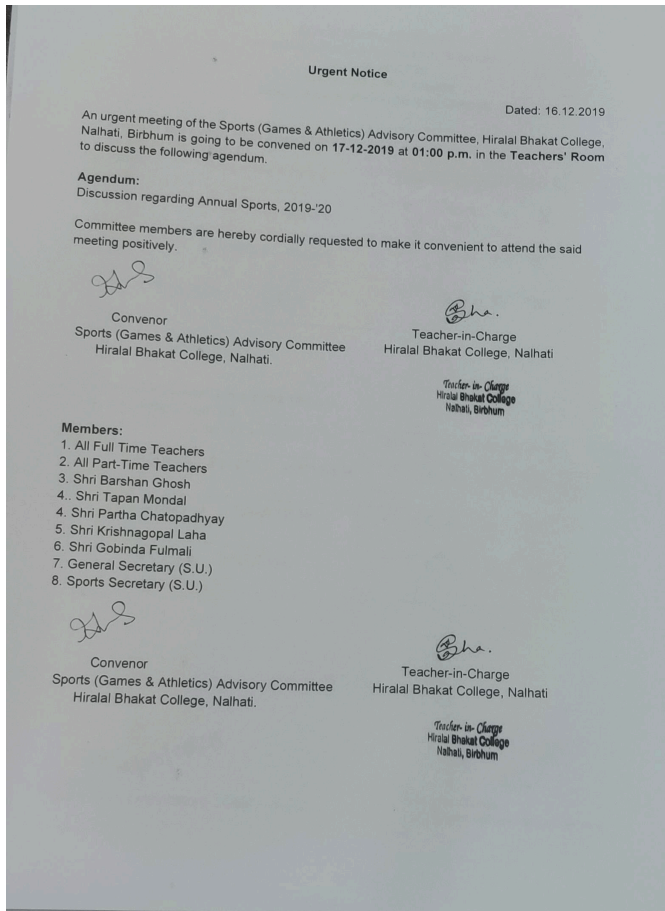 Urgent Notice
Dated: 16.12.2019
An urgent meeting of the Sports (Games & Athletics) Advisory Committee, Hiralal Bhakat College,
Nalhati, Birbhum is going to be convened on 17-12-2019 at 01:00 p.m. in the Teachers' Room
to discuss the following agendum.
Agendum:
Discussion regarding Annual Sports, 2019-'20
Committee members are hereby cordially requested to make it convenient to attend the said
meeting positively.
Convenor
Sports (Games & Athletics) Advisory Committee
Hiralal Bhakat College, Nalhati.
Teacher-in-Charge
Hiralal Bhakat College, Nalhati
Teacher- in- Charge
Hiralal Bhakat College
Nalhati, Birbhum
Members:
1. All Full Time Teachers
2. All Part-Time Teachers
3. Shri Barshan Ghosh
4.. Shri Tapan Mondal
4. Shri Partha Chatopadhyay
5. Shri Krishnagopal Laha
6. Shri Gobinda Fulmali
7. General Secretary (S.U.)
8. Sports Secretary (S.U.)
Convenor
Sports (Games & Athletics) Advisory Committee
Hiralal Bhakat College, Nalhati.
Teacher-in-Charge
Hiralal Bhakat College, Nalhati
Teacher- in- Charge
Hiralal Bhakat College
Nalhati, Birbhum